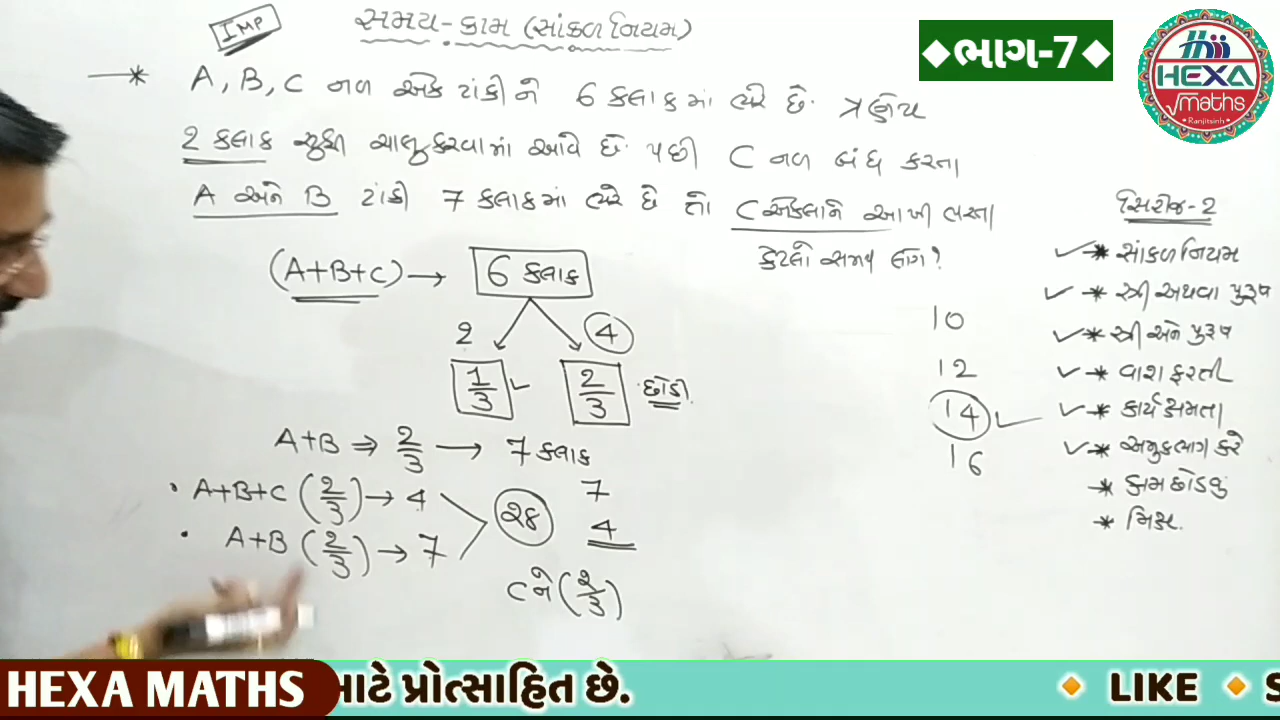 IMP
સમય-કામ (સાંકળ નિયમ)
◆ભાગ-7◆
HEXA
√maths
Ranjitsinh
* A, B, C નળ એક ટાંકીને 6 કલાકમાં ભરે છે. ત્રણેય
2 કલાક સુધી ચાલુ કરવામાં આવે છે પછી C નળ બંધ કરતા
A અને B ટાંકી 7 કલાકમાં ભરે છે તો C એકલાને આખી ભરતા
કેટલો સમય લાગે?
(A+B+C) → 6 કલાક
2 4
1/3 2/3 છોડી
A+B ⇒ 2/3 → 7 કલાક
• A+B+C (2/3) → 4
• A+B (2/3) → 7
28
7
4
C ને (2/3)
10
12
14
16
સિરીઝ-2
* સાંકળ નિયમ
* સ્ત્રી અથવા પુરૂષ
* સ્ત્રી અને પુરૂષ
* વારા ફરતી
* કાર્યક્ષમતા
* અમુકભાગ કરે
* કામ છોડવું
* મિક્સ.
HEXA MATHS
માટે પ્રોત્સાહિત છે.
🔸 LIKE 🔸 S